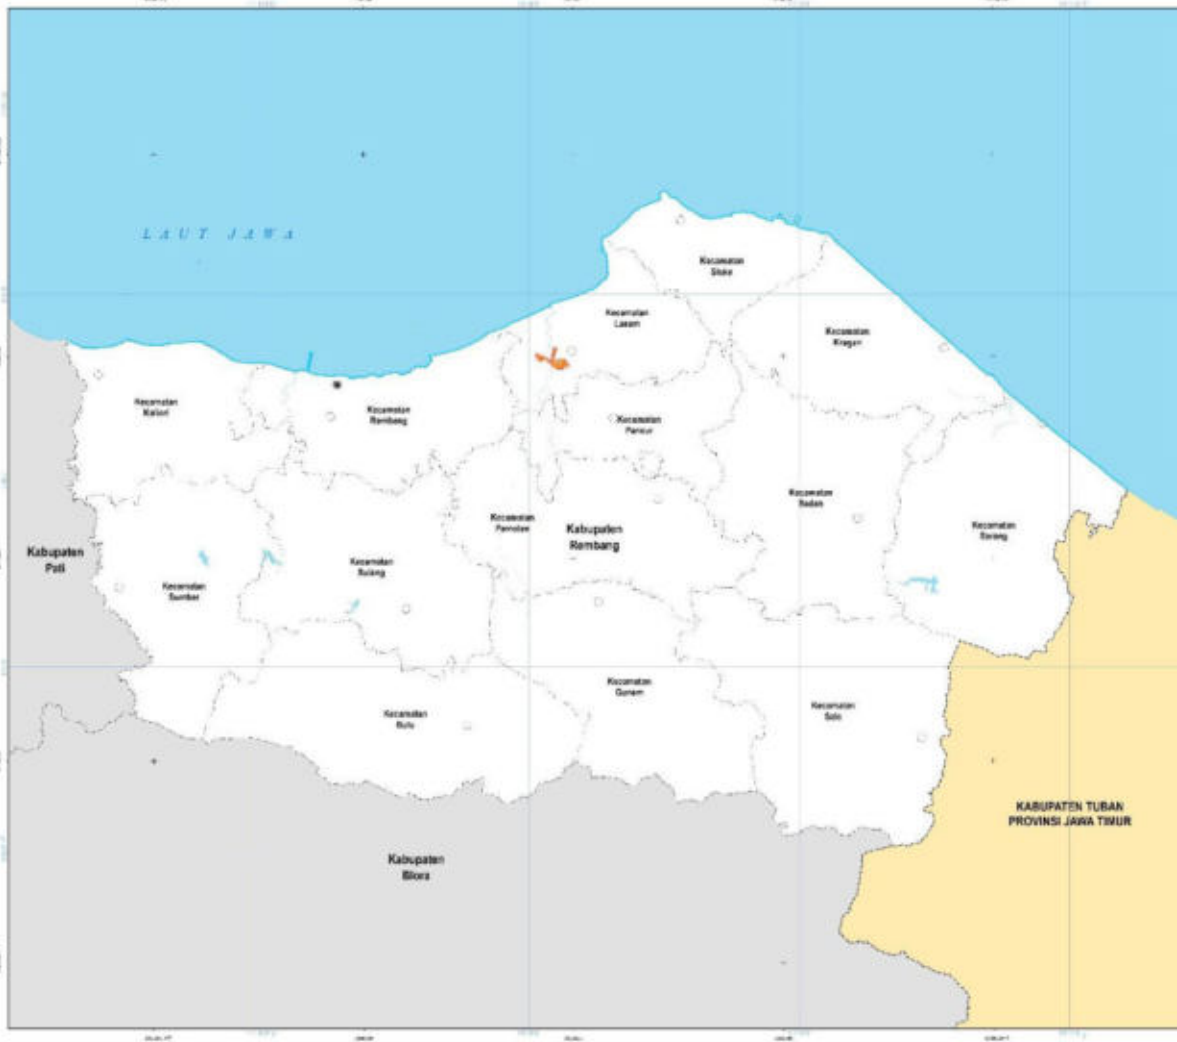 LAUT JAWA
Kecamatan
Sluke
Kecamatan
Lasem
Kecamatan
Kragan
Kecamatan
Kaliori
Kecamatan
Rembang
Kecamatan
Pancur
Kecamatan
Sedan
Kecamatan
Pamotan
Kabupaten
Rembang
Kecamatan
Sarang
Kabupaten
Pati
Kecamatan
Sulang
Kecamatan
Sumber
Kecamatan
Gunem
Kecamatan
Bulu
Kecamatan
Sale
KABUPATEN TUBAN
PROVINSI JAWA TIMUR
Kabupaten
Blora